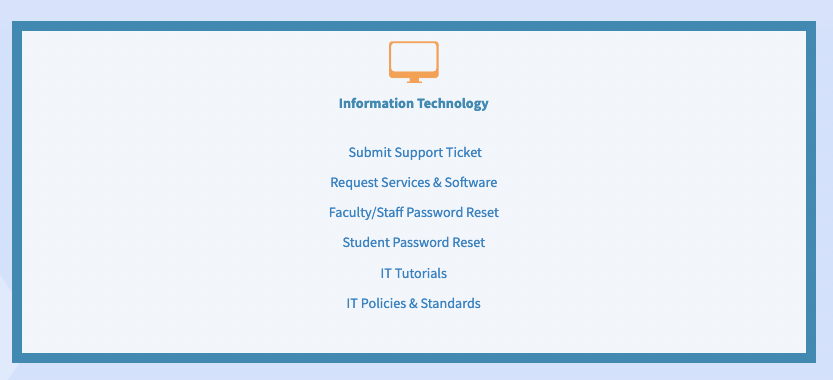 Information Technology
Submit Support Ticket
Request Services & Software
Faculty/Staff Password Reset
Student Password Reset
IT Tutorials
IT Policies & Standards